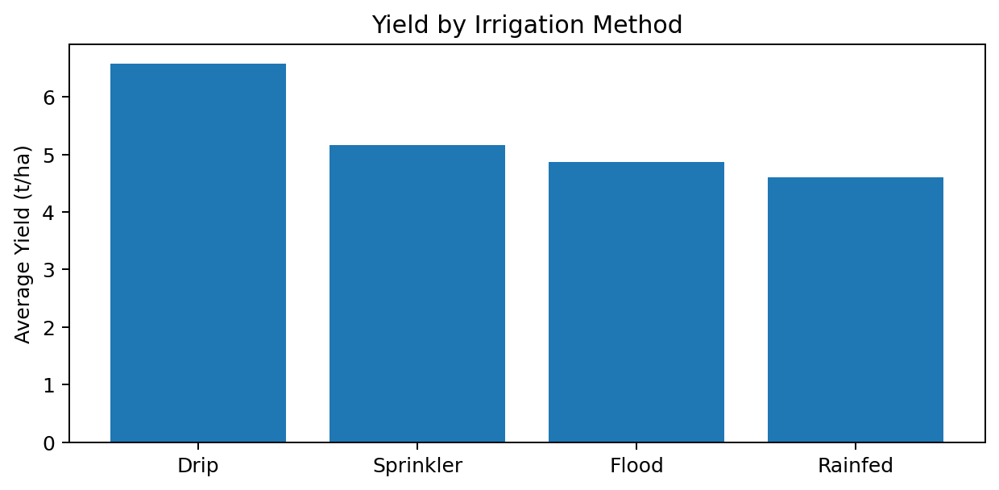 Yield by Irrigation Method
Average Yield (t/ha)
6
5
4
3
2
1
0
Drip Sprinkler Flood Rainfed